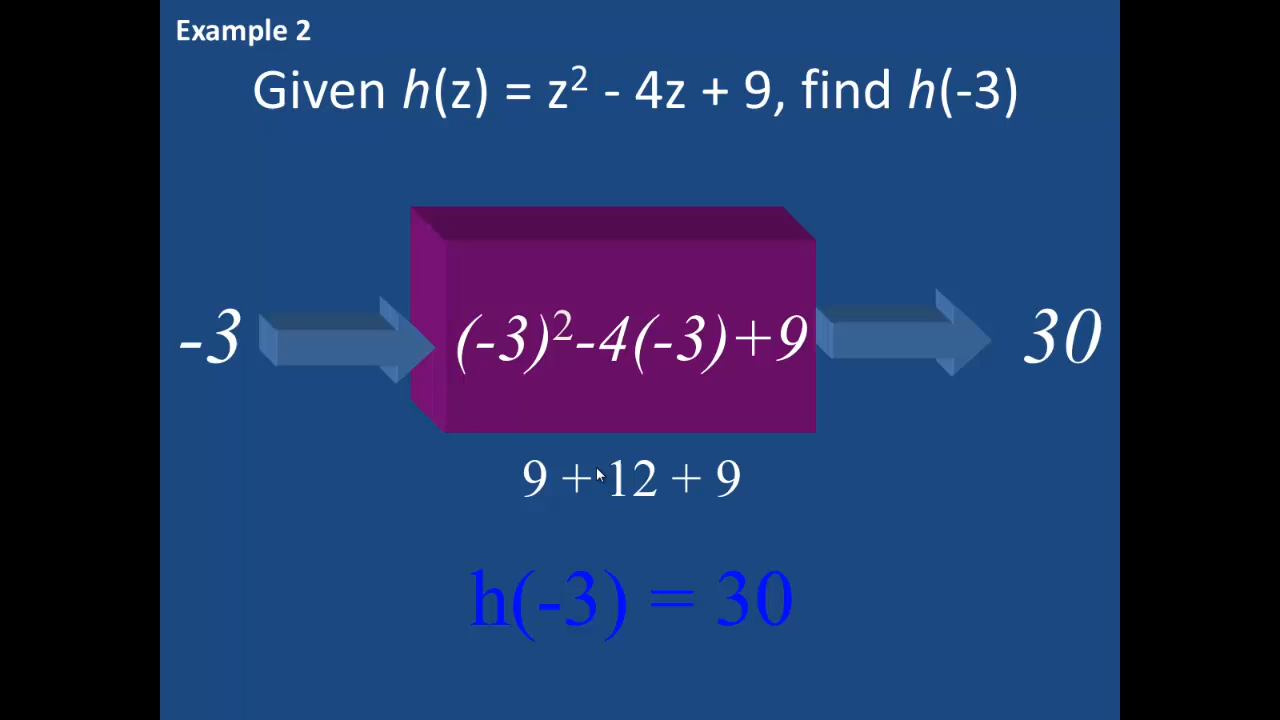 Example 2
Given h(z) = z² - 4z + 9, find h(-3)
-3
(-3)²-4(-3)+9
30
9 + 12 + 9
h(-3) = 30